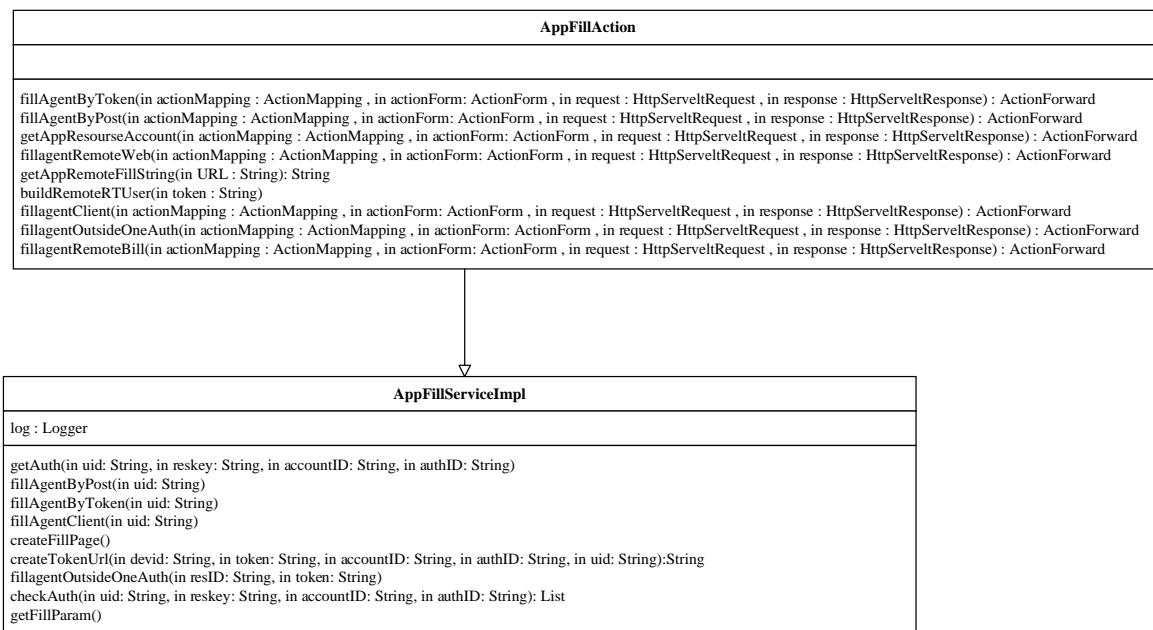 AppFillAction
fillAgentByToken(in actionMapping : ActionMapping , in actionForm: ActionForm , in request : HttpServeltRequest , in response : HttpServeltResponse) : ActionForward
fillAgentByPost(in actionMapping : ActionMapping , in actionForm: ActionForm , in request : HttpServeltRequest , in response : HttpServeltResponse) : ActionForward
getAppResourseAccount(in actionMapping : ActionMapping , in actionForm: ActionForm , in request : HttpServeltRequest , in response : HttpServeltResponse) : ActionForward
fillagentRemoteWeb(in actionMapping : ActionMapping , in actionForm: ActionForm , in request : HttpServeltRequest , in response : HttpServeltResponse) : ActionForward
getAppRemoteFillString(in URL : String): String
buildRemoteRTUser(in token : String)
fillagentClient(in actionMapping : ActionMapping , in actionForm: ActionForm , in request : HttpServeltRequest , in response : HttpServeltResponse) : ActionForward
fillagentOutsideOneAuth(in actionMapping : ActionMapping , in actionForm: ActionForm , in request : HttpServeltRequest , in response : HttpServeltResponse) : ActionForward
fillagentRemoteBill(in actionMapping : ActionMapping , in actionForm: ActionForm , in request : HttpServeltRequest , in response : HttpServeltResponse) : ActionForward
AppFillServiceImpl
log : Logger
getAuth(in uid: String, in reskey: String, in accountID: String, in authID: String)
fillAgentByPost(in uid: String)
fillAgentByToken(in uid: String)
fillAgentClient(in uid: String)
createFillPage()
createTokenUrl(in devid: String, in token: String, in accountID: String, in authID: String, in uid: String):String
fillagentOutsideOneAuth(in resID: String, in token: String)
checkAuth(in uid: String, in reskey: String, in accountID: String, in authID: String): List
getFillParam()